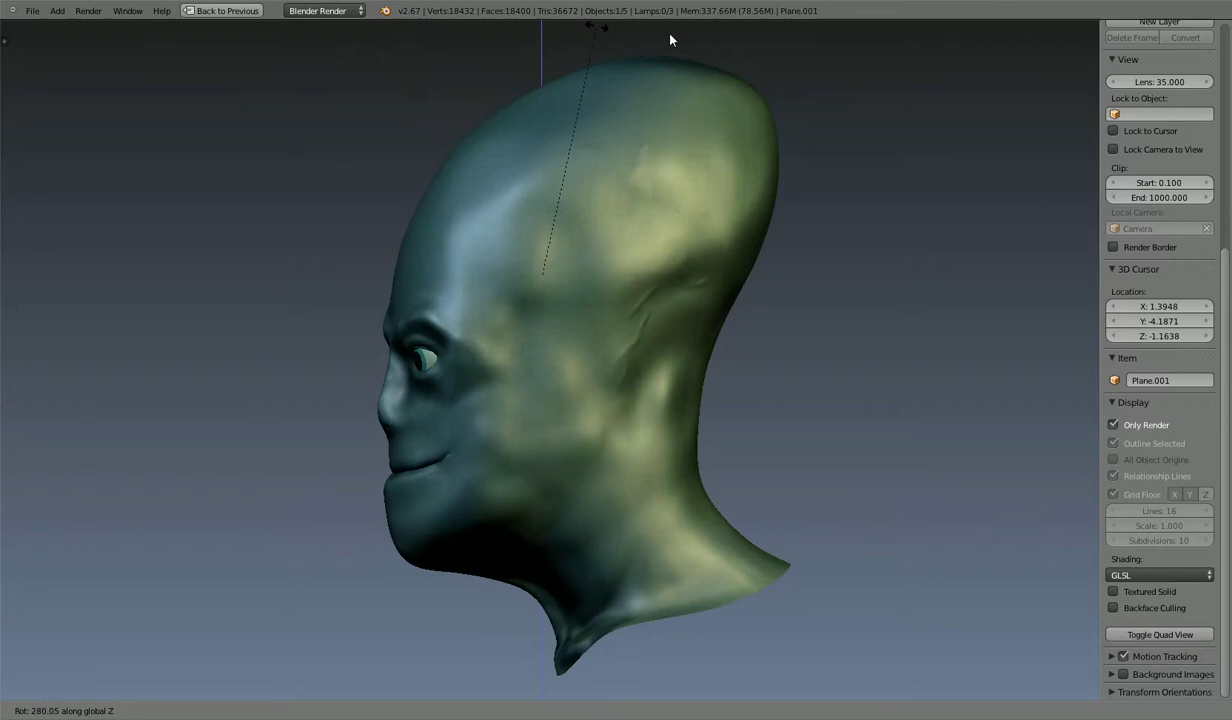 File Add Render Window Help Back to Previous Blender Render v2.67 | Verts:18432 | Faces:18400 | Tris:36672 | Objects:1/5 | Lamps:0/3 | Mem:337.66M (78.56M) | Plane.001
New Layer
Delete Frame Convert
View
Lens: 35.000
Lock to Object:
Lock to Cursor
Lock Camera to View
Clip:
Start: 0.100
End: 1000.000
Local Camera:
Camera
Render Border
3D Cursor
Location:
X: 1.3948
Y: -4.1871
Z: -1.1638
Item
Plane.001
Display
Only Render
Outline Selected
All Object Origins
Relationship Lines
Grid Floor X Y Z
Lines: 16
Scale: 1.000
Subdivisions: 10
Shading:
GLSL
Textured Solid
Backface Culling
Toggle Quad View
Motion Tracking
Background Images
Transform Orientations
Rot: 280.05 along global Z